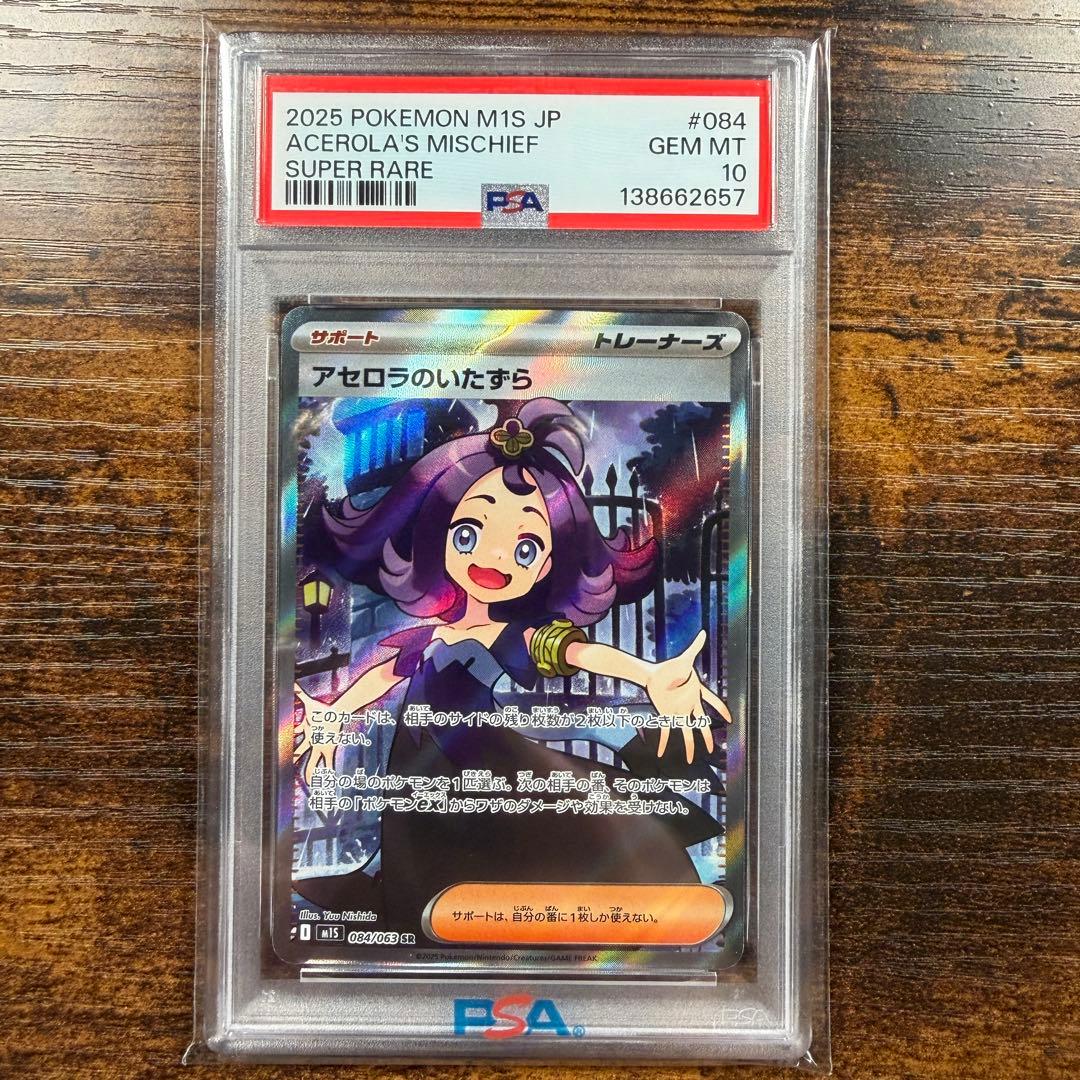 2025 POKEMON M1S JP #084
ACEROLA'S MISCHIEF GEM MT
SUPER RARE 10
PSA 138662657
サポート トレーナーズ
アセロラのいたずら
このカードは、相手のサイドの残り枚数が2枚以下のときにしか
使えない。
自分の場のポケモンを1匹選ぶ。次の相手の番、そのポケモンは
相手の「ポケモンex」からワザのダメージや効果を受けない。
サポートは、自分の番に1枚しか使えない。
Illus. Yuu Nishida
I M1S 084/063 SR
©2025 Pokémon/Nintendo/Creatures/GAME FREAK.
PSA®
PSA